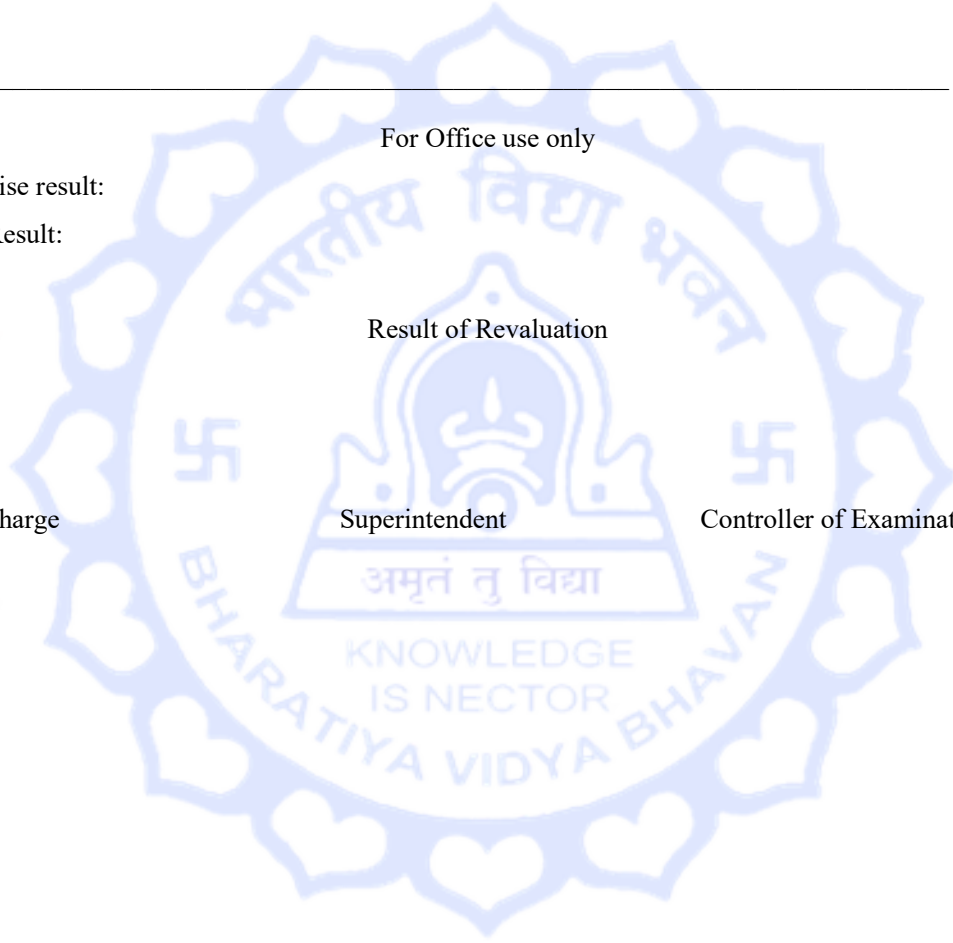 For Office use only
ise result:
esult:
भारतीय विद्या भवन
Result of Revaluation
harge Superintendent Controller of Examinat
अमृतं तु विद्या
KNOWLEDGE
IS NECTOR
BHARATIYA VIDYA BHAVAN